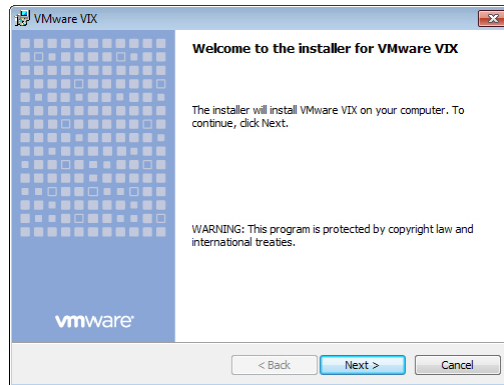 VMware VIX
Welcome to the installer for VMware VIX
The installer will install VMware VIX on your computer. To
continue, click Next.
WARNING: This program is protected by copyright law and
international treaties.
vmware
< Back
Next >
Cancel